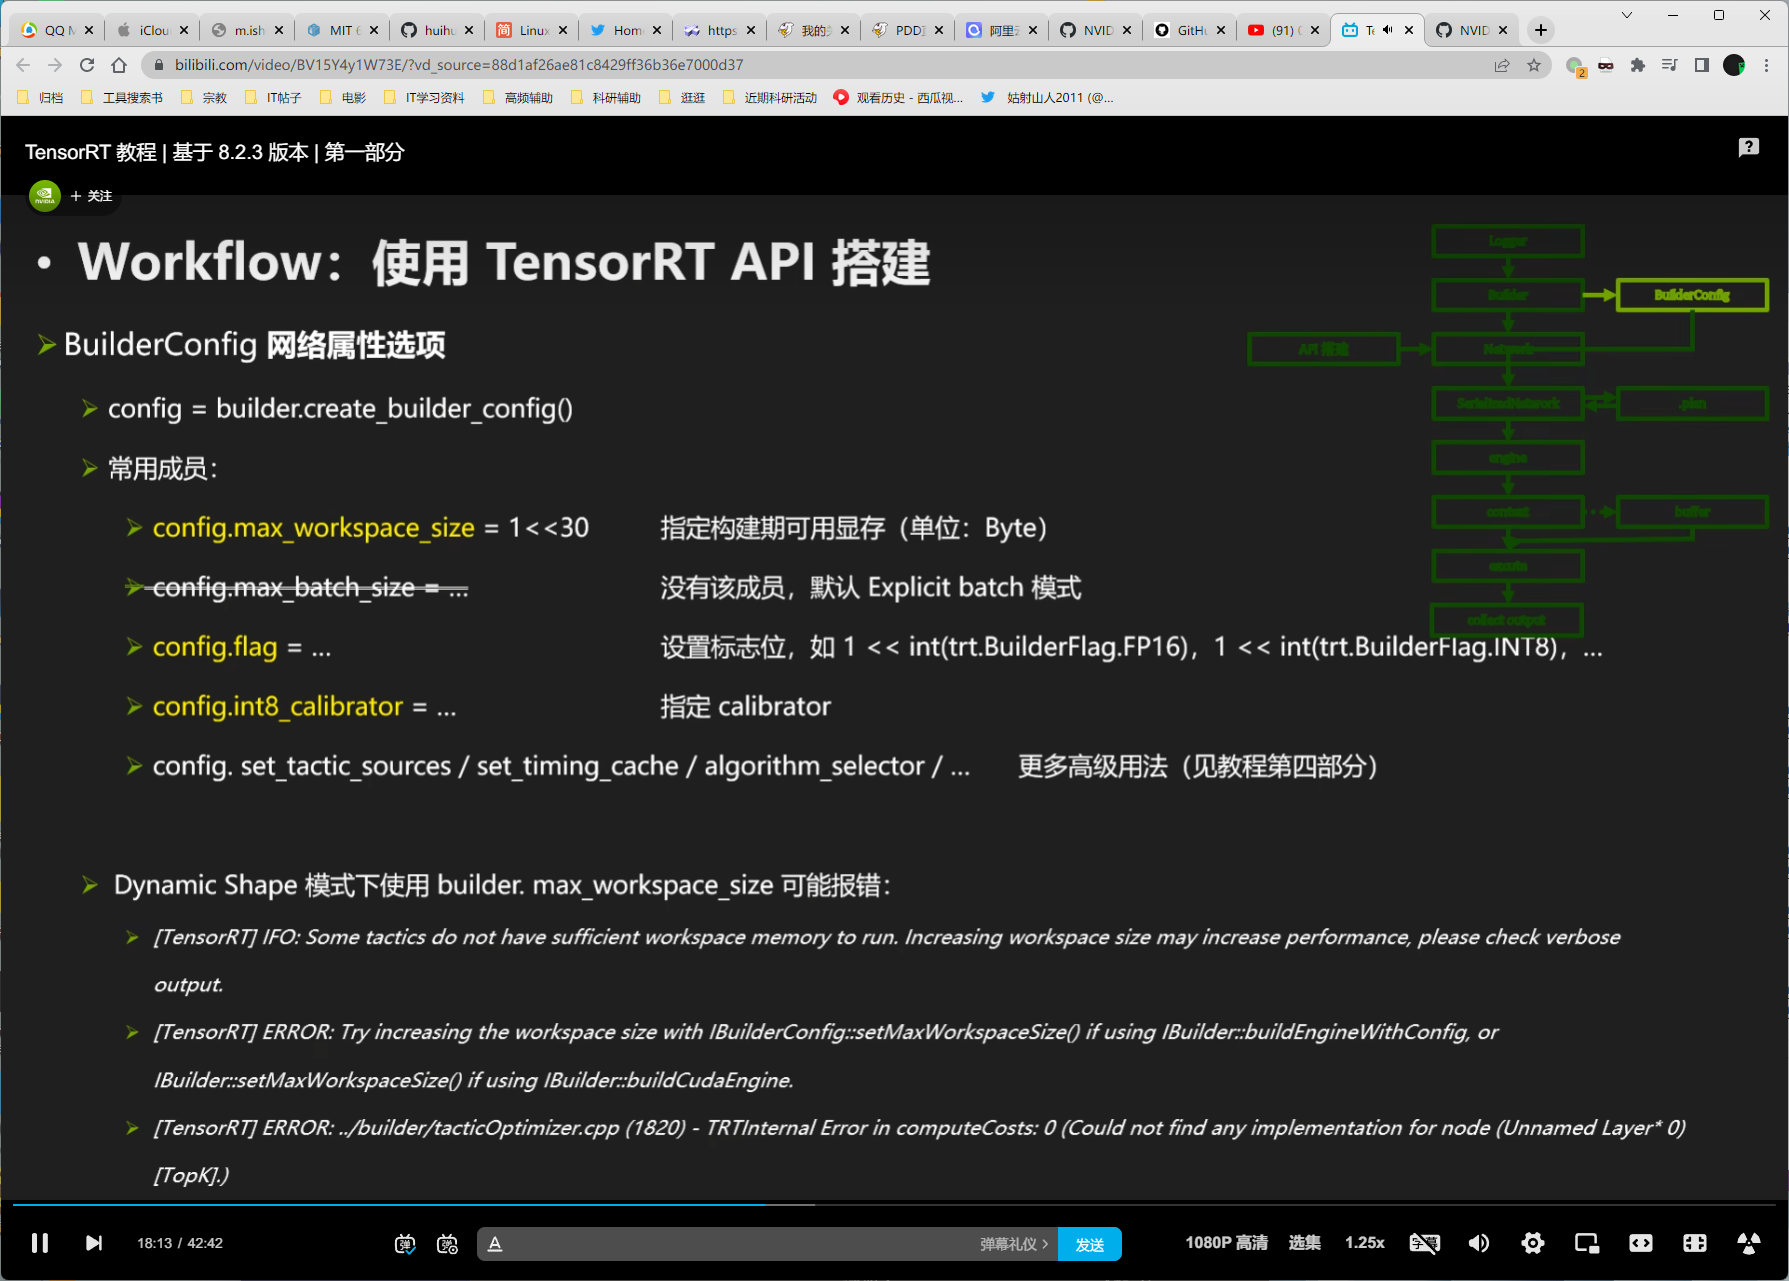 QQ M
iClou
m.ish
MIT 6
huihu
Linux
Hom
https
我的关
PDD
阿里云
NVID
GitHu
(91)
NVID
bilibili.com/video/BV15Y4y1W73E/?vd_source=88d1af26ae81c8429ff36b36e7000d37
2
归档
工具搜索书
宗教
IT帖子
电影
IT学习资料
高频辅助
科研辅助
逛逛
近期科研活动
观看历史 - 西瓜视...
姑射山人2011 (@...
TensorRT 教程 | 基于 8.2.3 版本 | 第一部分
NVIDIA
+ 关注
• Workflow：使用 TensorRT API 搭建
BuilderConfig 网络属性选项
config = builder.create_builder_config()
常用成员：
config.max_workspace_size = 1<<30 指定构建期可用显存（单位：Byte）
config.max_batch_size = ... 没有该成员，默认 Explicit batch 模式
config.flag = ... 设置标志位，如 1 << int(trt.BuilderFlag.FP16)，1 << int(trt.BuilderFlag.INT8)，...
config.int8_calibrator = ... 指定 calibrator
config. set_tactic_sources / set_timing_cache / algorithm_selector / ... 更多高级用法（见教程第四部分）
Dynamic Shape 模式下使用 builder. max_workspace_size 可能报错：
[TensorRT] IFO: Some tactics do not have sufficient workspace memory to run. Increasing workspace size may increase performance, please check verbose
output.
[TensorRT] ERROR: Try increasing the workspace size with IBuilderConfig::setMaxWorkspaceSize() if using IBuilder::buildEngineWithConfig, or
IBuilder::setMaxWorkspaceSize() if using IBuilder::buildCudaEngine.
[TensorRT] ERROR: ../builder/tacticOptimizer.cpp (1820) - TRTInternal Error in computeCosts: 0 (Could not find any implementation for node (Unnamed Layer* 0)
[TopK].)
Logger
Builder
BuilderConfig
API 搭建
Network
SerializedNetwork
.plan
engine
context
buffer
execute
collect output
18:13 / 42:42
弹
弹
A
弹幕礼仪 >
发送
1080P 高清
选集
1.25x
字幕